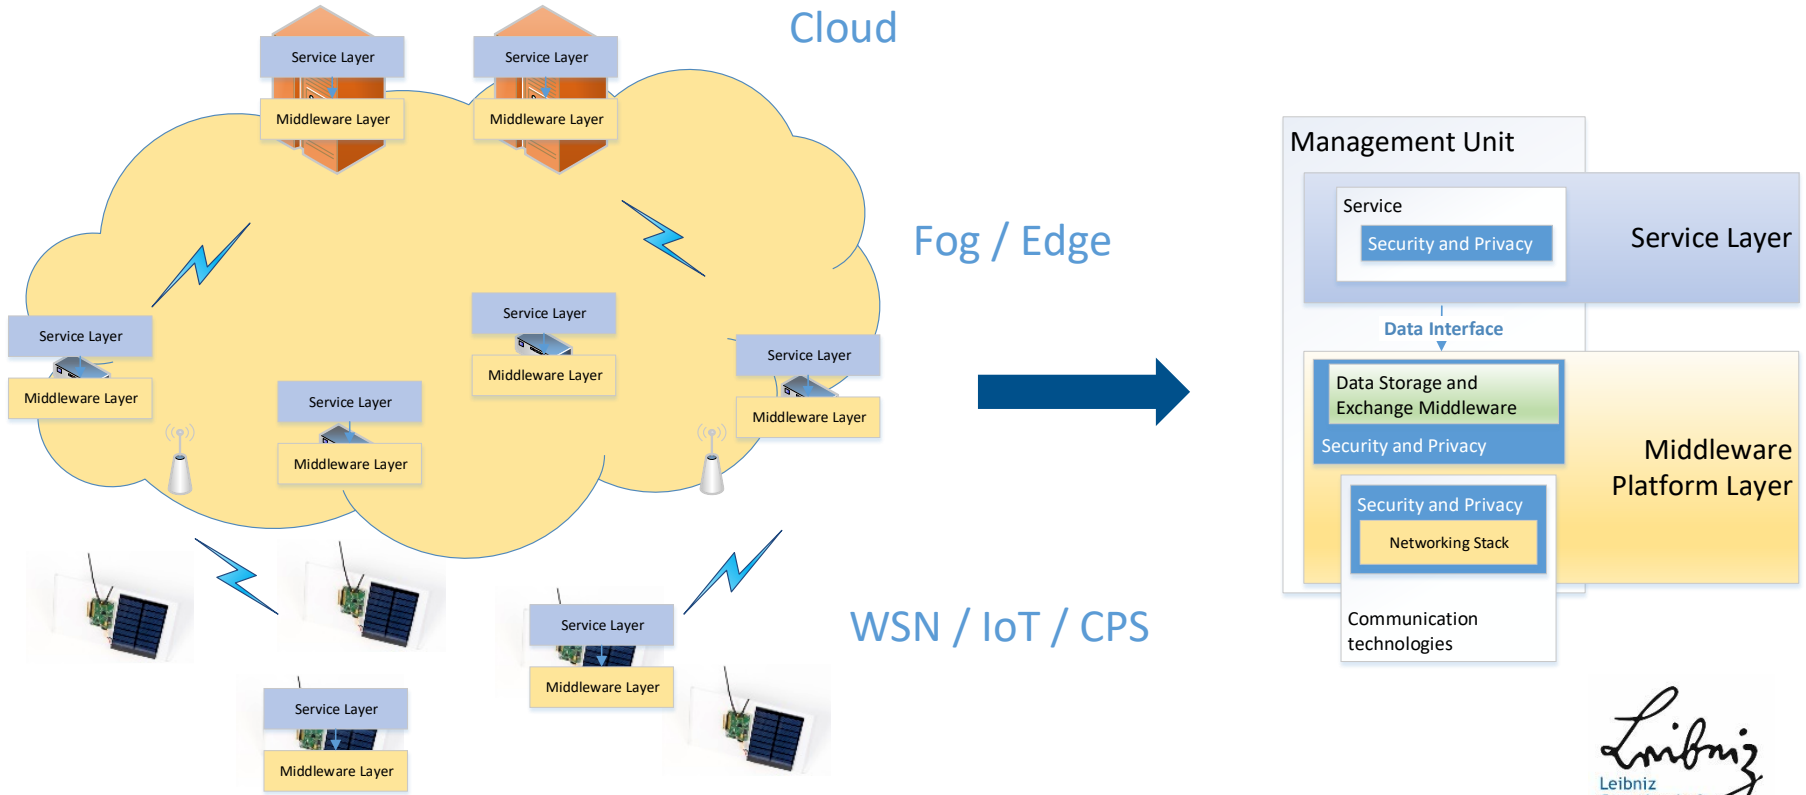 Cloud
Service Layer
Service Layer
Middleware Layer
Middleware Layer
Fog / Edge
Service Layer
Middleware Layer
Service Layer
Middleware Layer
Service Layer
Middleware Layer
Service Layer
Middleware Layer
WSN / IoT / CPS
Service Layer
Middleware Layer
Service Layer
Middleware Layer
Management Unit
Service
Security and Privacy
Service Layer
Data Interface
Data Storage and
Exchange Middleware
Security and Privacy
Middleware
Platform Layer
Security and Privacy
Networking Stack
Communication
technologies
Leibniz
Leibniz